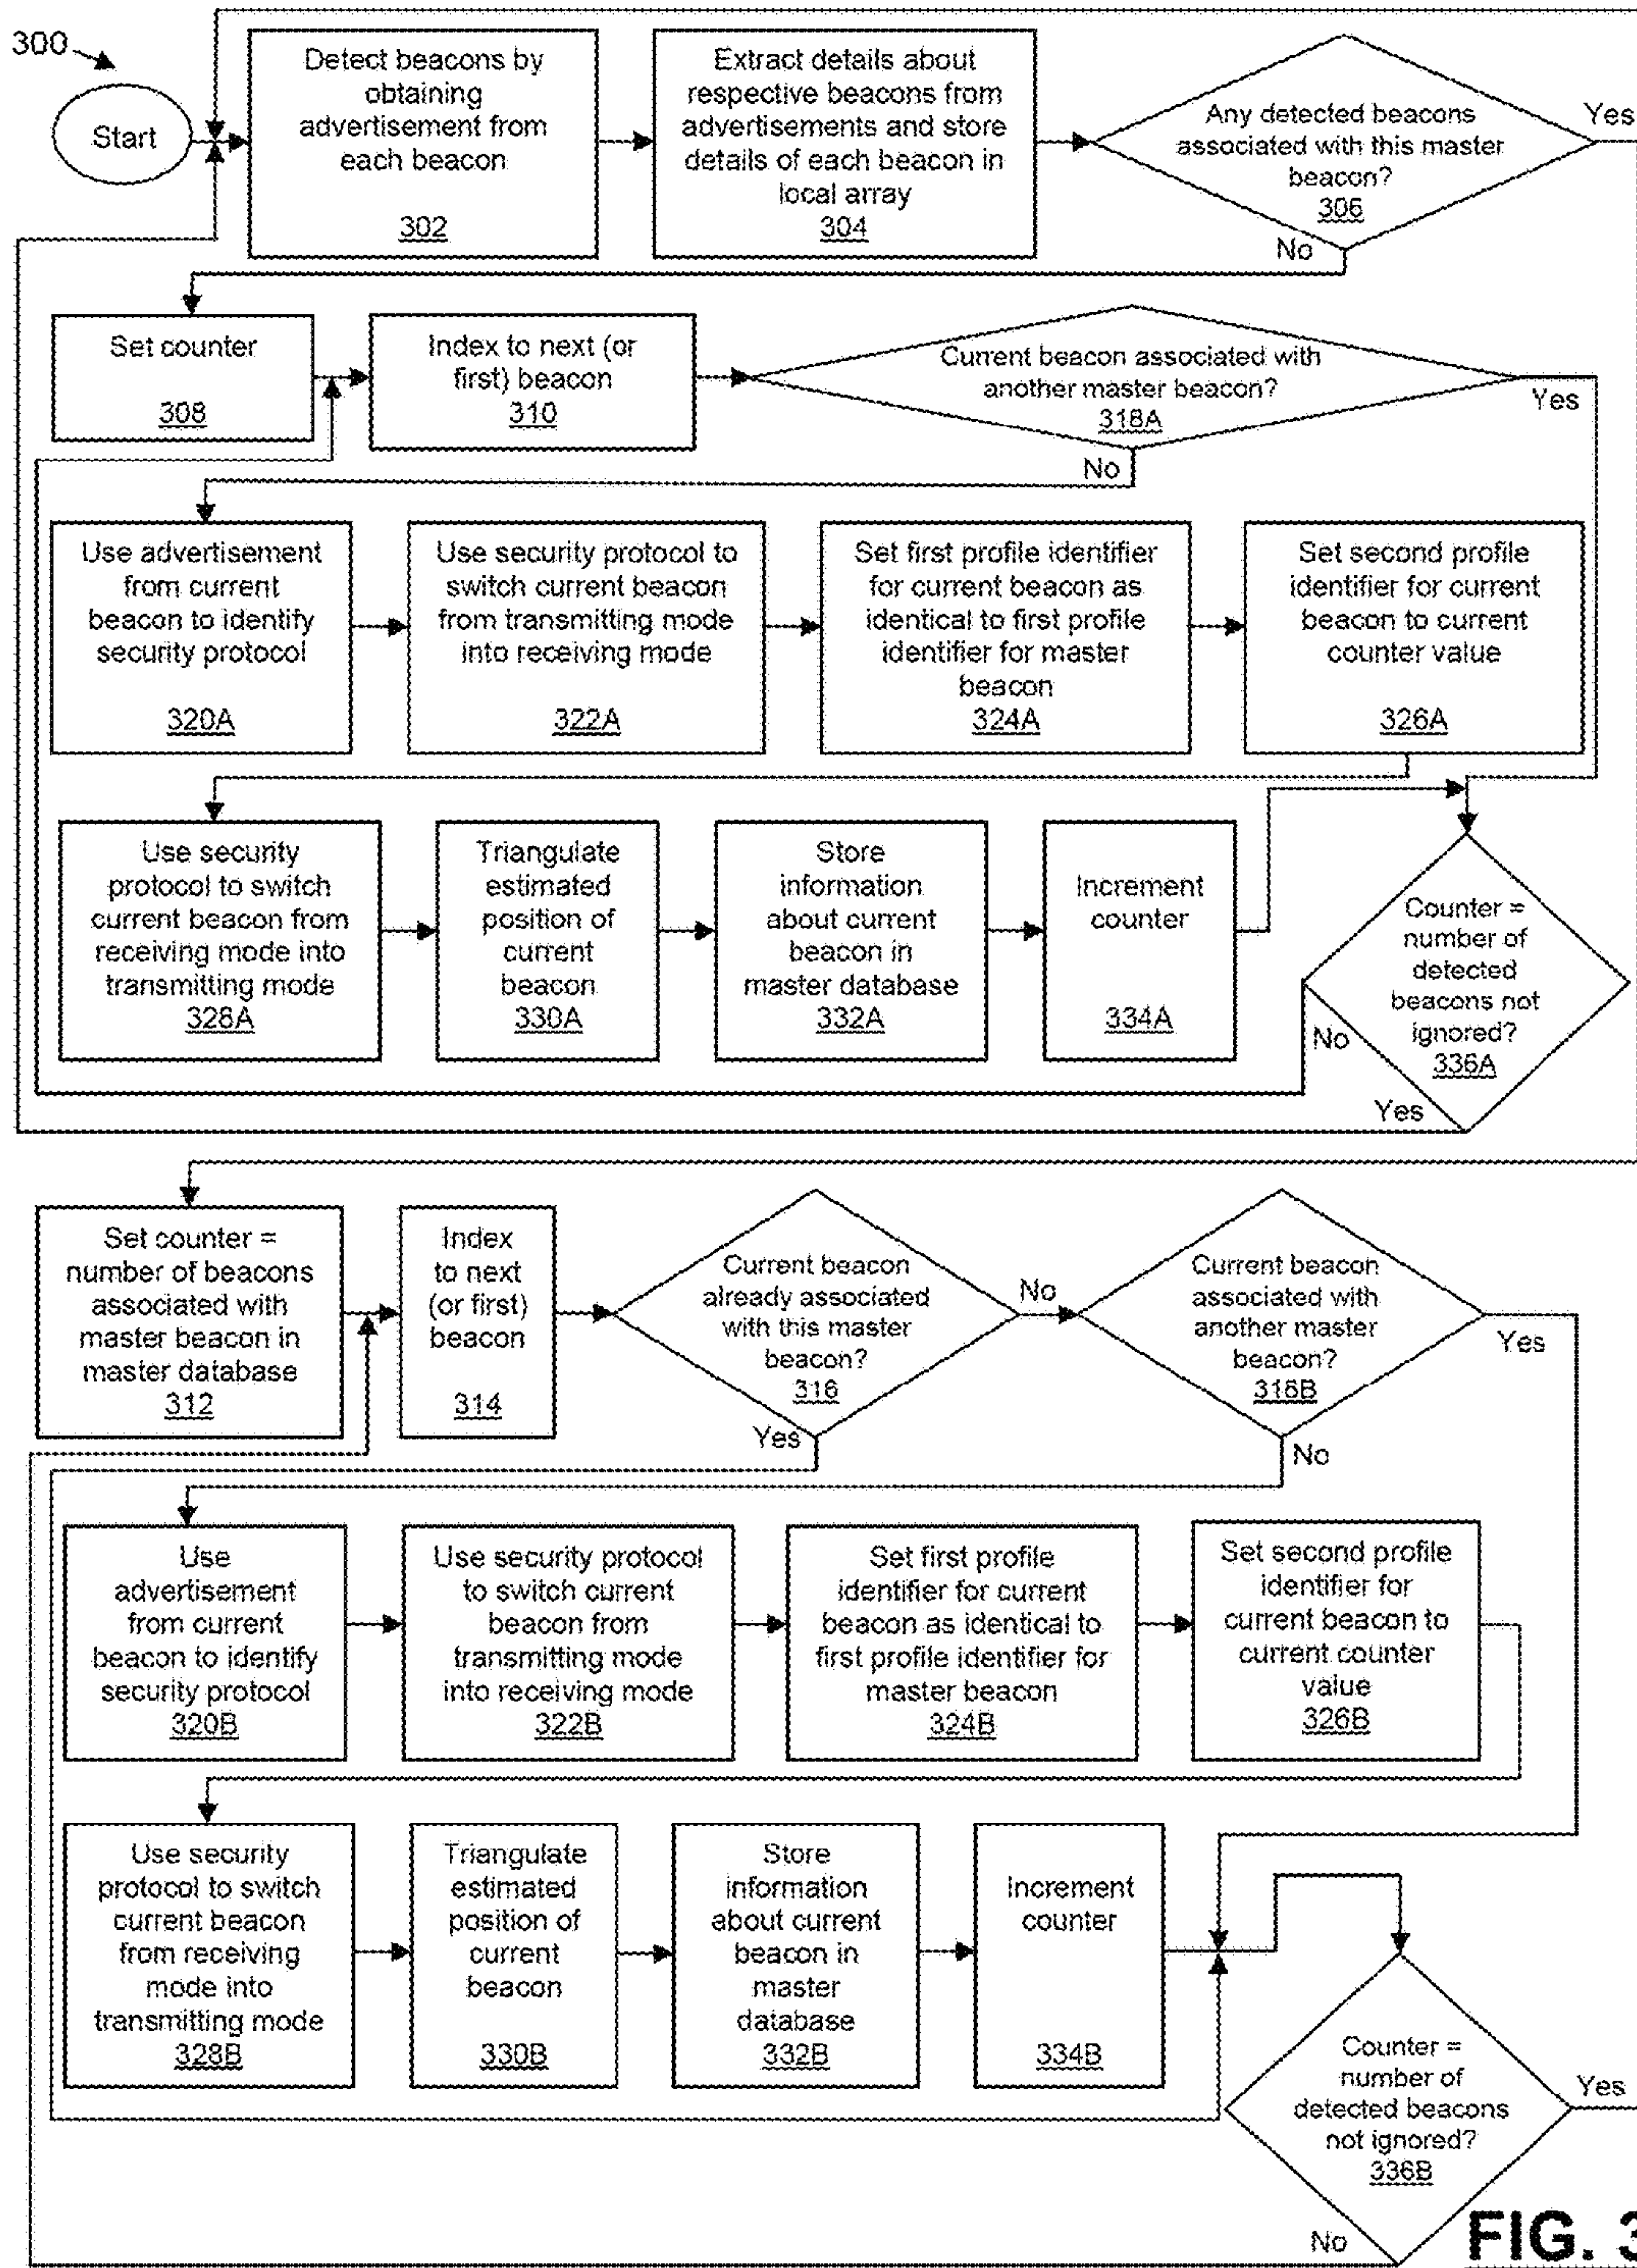 300
Start
Detect beacons by
obtaining
advertisement from
each beacon
302
Extract details about
respective beacons from
advertisements and store
details of each beacon in
local array
304
Any detected beacons
associated with this master
beacon?
306
Yes
No
Set counter
308
Index to next (or
first) beacon
310
Current beacon associated with
another master beacon?
318A
Yes
No
Use advertisement
from current
beacon to identify
security protocol
320A
Use security protocol to
switch current beacon
from transmitting mode
into receiving mode
322A
Set first profile identifier
for current beacon as
identical to first profile
identifier for master
beacon
324A
Set second profile
identifier for current
beacon to current
counter value
326A
Use security
protocol to switch
current beacon from
receiving mode into
transmitting mode
328A
Triangulate
estimated
position of
current
beacon
330A
Store
information
about current
beacon in
master database
332A
Increment
counter
334A
Counter =
number of
detected
beacons not
ignored?
336A
No
Yes
Set counter =
number of beacons
associated with
master beacon in
master database
312
Index
to next
(or first)
beacon
314
Current beacon
already associated
with this master
beacon?
316
No
Yes
Current beacon
associated with
another master
beacon?
318B
Yes
No
Use
advertisement
from current
beacon to identify
security protocol
320B
Use security protocol
to switch current
beacon from
transmitting mode
into receiving mode
322B
Set first profile
identifier for current
beacon as identical to
first profile identifier for
master beacon
324B
Set second profile
identifier for
current beacon to
current counter
value
326B
Use security
protocol to switch
current beacon
from receiving
mode into
transmitting mode
328B
Triangulate
estimated
position of
current
beacon
330B
Store
information
about current
beacon in
master
database
332B
Increment
counter
334B
Counter =
number of
detected beacons
not ignored?
336B
Yes
No
FIG. 3